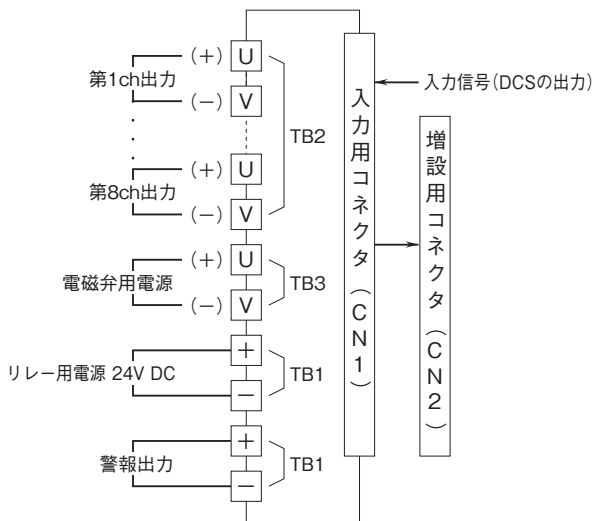 (+) U
第1ch出力
(−) V
TB2
(+) U
第8ch出力
(−) V
(+) U
電磁弁用電源 TB3
(−) V
+
リレー用電源 24V DC TB1
−
+
警報出力 TB1
−
入力用コネクタ(CN1)
入力信号(DCSの出力)
増設用コネクタ(CN2)